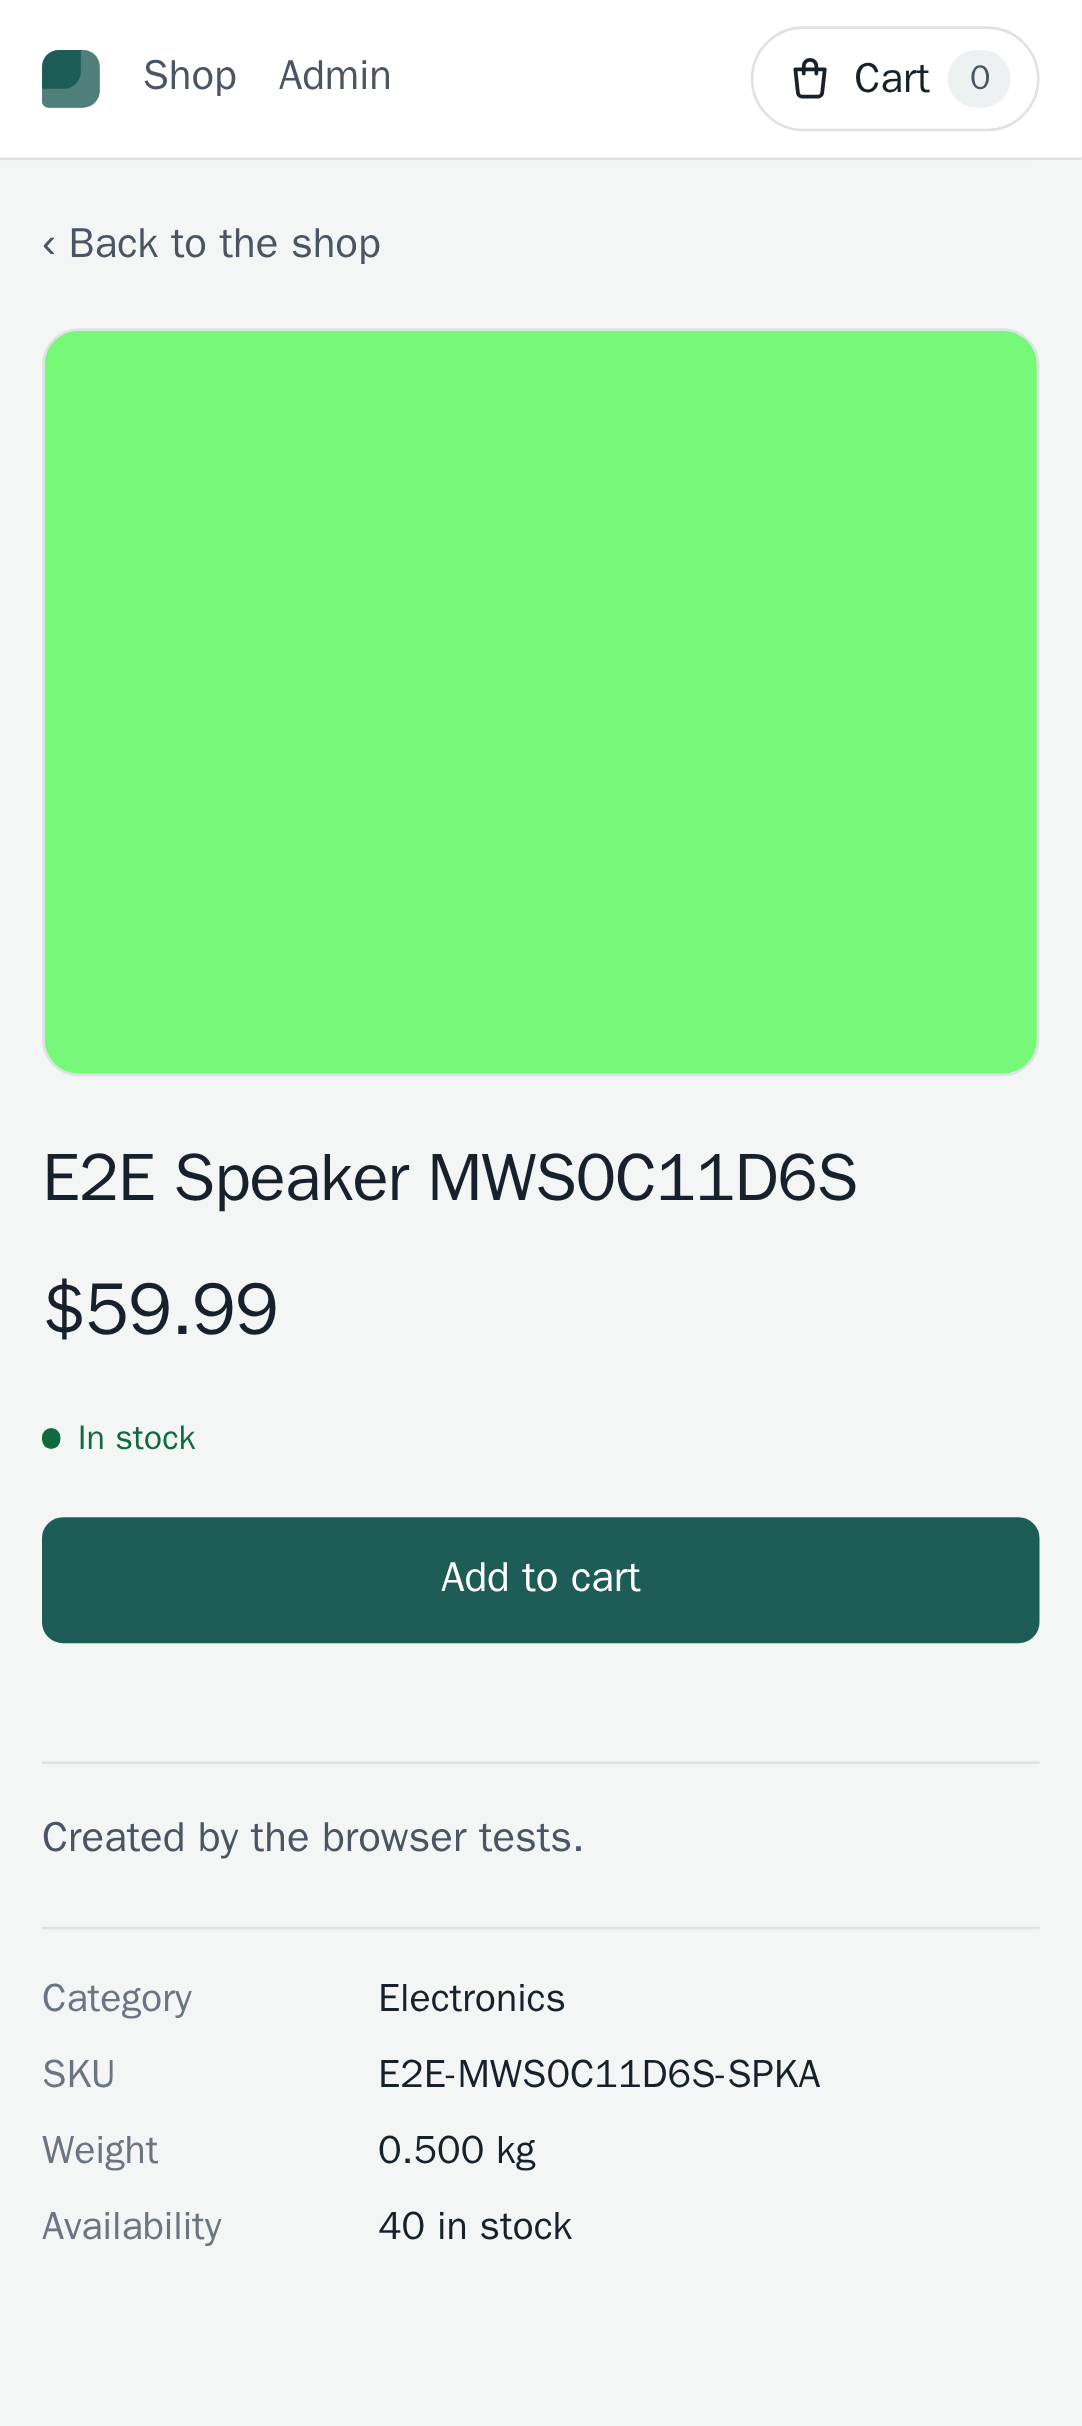 Shop Admin Cart 0
‹ Back to the shop
E2E Speaker MWS0C11D6S
$59.99
In stock
Add to cart
Created by the browser tests.
Category Electronics
SKU E2E-MWS0C11D6S-SPKA
Weight 0.500 kg
Availability 40 in stock